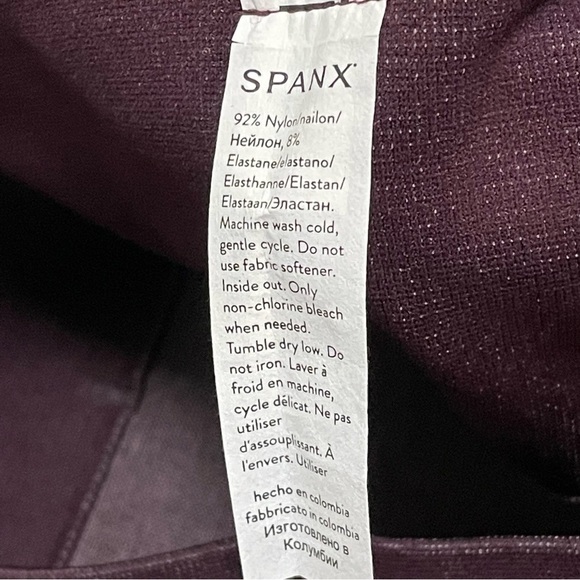 SPANX
92% Nylon/nailon/
Нейлон, 8%
Elastane/elastano/
Elasthanne/Elastan/
Elastaan/Эластан.
Machine wash cold,
gentle cycle. Do not
use fabric softener.
Inside out. Only
non-chlorine bleach
when needed.
Tumble dry low. Do
not iron. Laver à
froid en machine,
cycle délicat. Ne pas
utiliser
d'assouplissant. À
l'envers. Utiliser
hecho en colombia
fabbricato in colombia
Изготовлено в
Колумбии